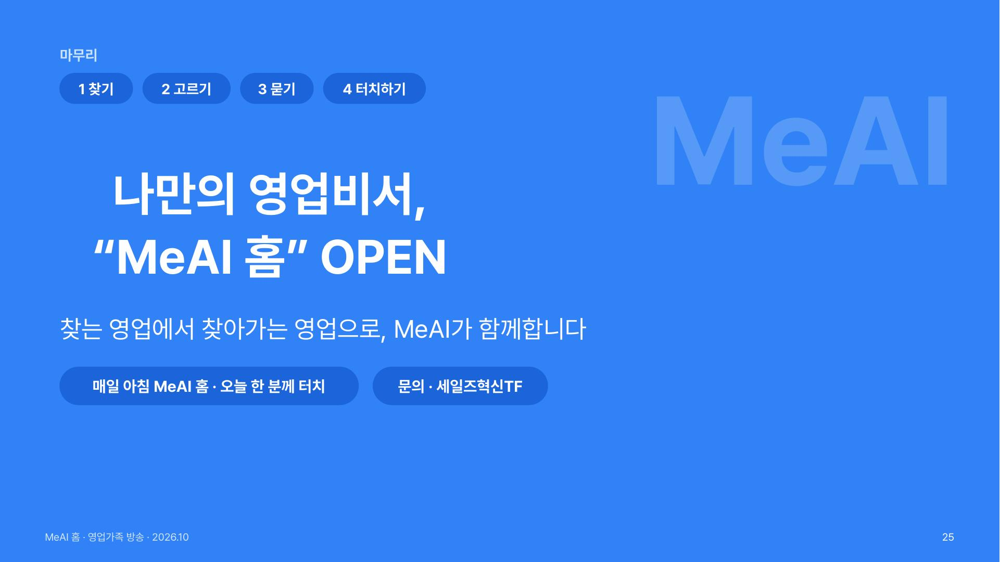 마무리
1 찾기
2 고르기
3 묻기
4 터치하기
MeAI
나만의 영업비서,
“MeAI 홈” OPEN
찾는 영업에서 찾아가는 영업으로, MeAI가 함께합니다
매일 아침 MeAI 홈 · 오늘 한 분께 터치
문의 · 세일즈혁신TF
MeAI 홈 · 영업가족 방송 · 2026.10
25